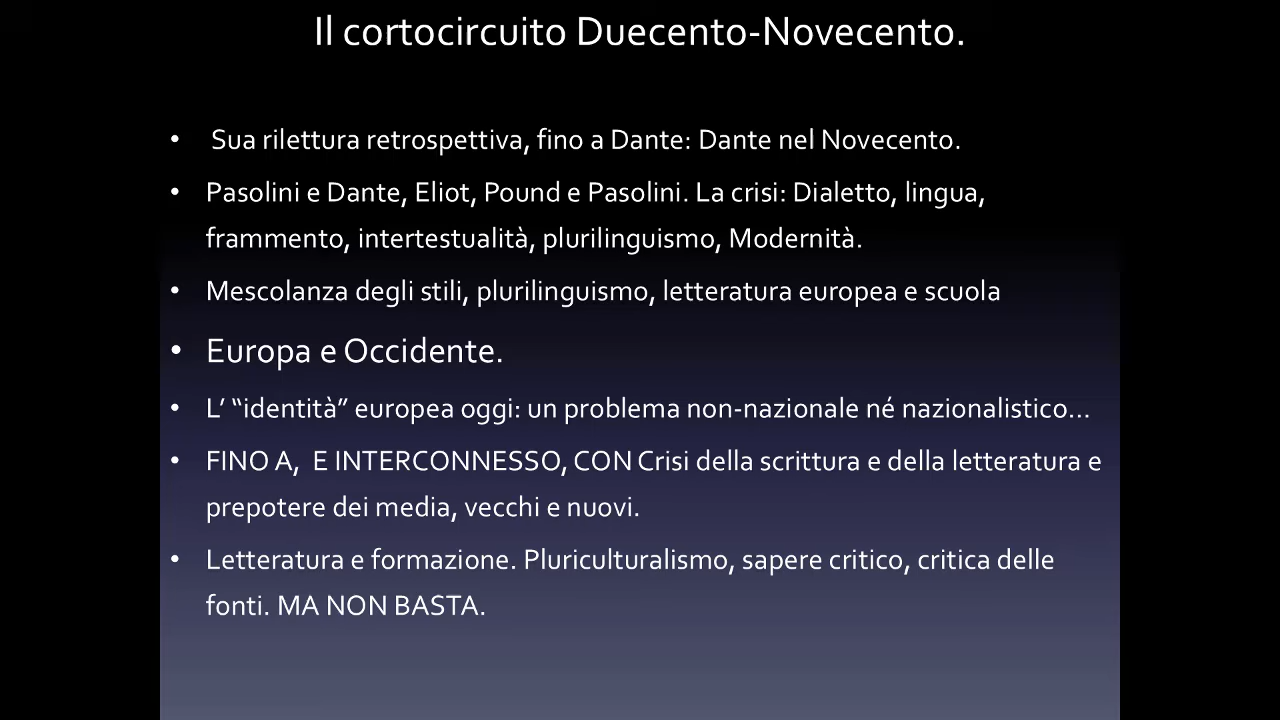 Il cortocircuito Duecento-Novecento.
• Sua rilettura retrospettiva, fino a Dante: Dante nel Novecento.
• Pasolini e Dante, Eliot, Pound e Pasolini. La crisi: Dialetto, lingua,
frammento, intertestualità, plurilinguismo, Modernità.
• Mescolanza degli stili, plurilinguismo, letteratura europea e scuola
• Europa e Occidente.
• L’ “identità” europea oggi: un problema non-nazionale né nazionalistico…
• FINO A, E INTERCONNESSO, CON Crisi della scrittura e della letteratura e
prepotere dei media, vecchi e nuovi.
• Letteratura e formazione. Pluriculturalismo, sapere critico, critica delle
fonti. MA NON BASTA.